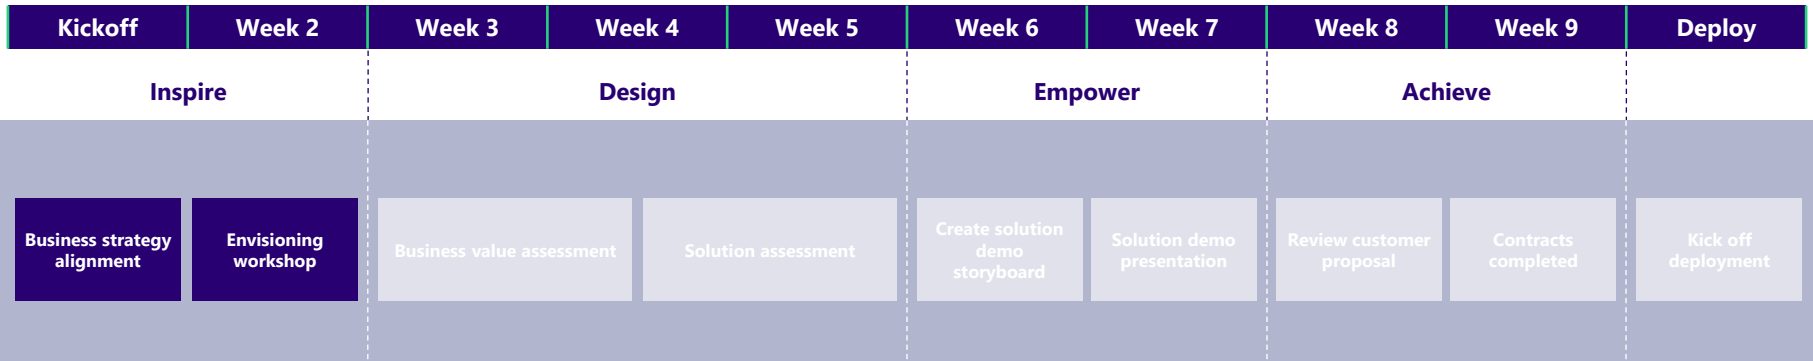 Kickoff Week 2 Week 3 Week 4 Week 5 Week 6 Week 7 Week 8 Week 9 Deploy
Inspire Design Empower Achieve
Business strategy
alignment
Envisioning
workshop
Business value assessment
Solution assessment
Create solution
demo
storyboard
Solution demo
presentation
Review customer
proposal
Contracts
completed
Kick off
deployment